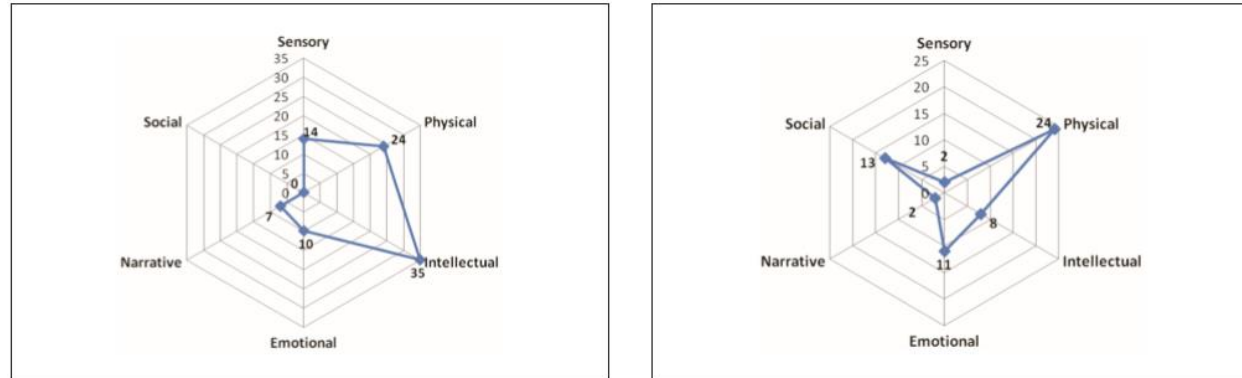 Sensory
35
30
25
20
15
10
5
0
14
24
35
10
7
0
Physical
Intellectual
Emotional
Narrative
Social
Sensory
25
20
15
10
5
0
2
24
8
11
2
13
Physical
Intellectual
Emotional
Narrative
Social